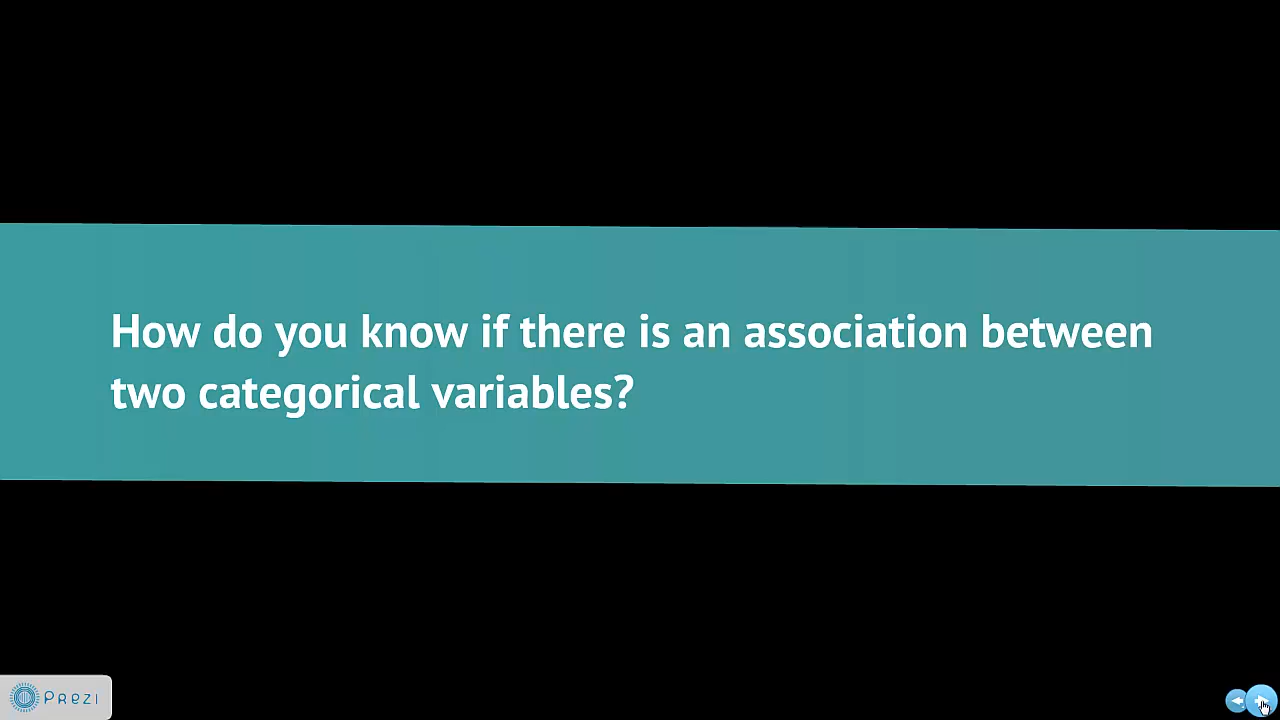 How do you know if there is an association between
two categorical variables?
Prezi